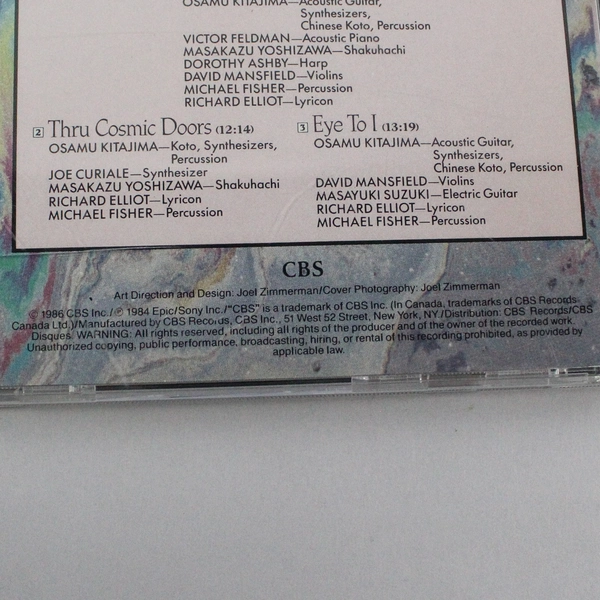 OSAMU KITAJIMA—Acoustic Guitar,
Synthesizers,
Chinese Koto, Percussion
VICTOR FELDMAN—Acoustic Piano
MASAKAZU YOSHIZAWA—Shakuhachi
DOROTHY ASHBY—Harp
DAVID MANSFIELD—Violins
MICHAEL FISHER—Percussion
RICHARD ELLIOT—Lyricon
2 Thru Cosmic Doors (12:14)
OSAMU KITAJIMA—Koto, Synthesizers,
Percussion
JOE CURIALE—Synthesizer
MASAKAZU YOSHIZAWA—Shakuhachi
RICHARD ELLIOT—Lyricon
MICHAEL FISHER—Percussion
3 Eye To I (13:19)
OSAMU KITAJIMA—Acoustic Guitar,
Synthesizers,
Chinese Koto, Percussion
DAVID MANSFIELD—Violins
MASAYUKI SUZUKI—Electric Guitar
RICHARD ELLIOT—Lyricon
MICHAEL FISHER—Percussion
CBS
Art Direction and Design: Joel Zimmerman/Cover Photography: Joel Zimmerman
© 1986 CBS Inc./℗ 1984 Epic/Sony Inc./"CBS" is a trademark of CBS Inc. (In Canada, trademarks of CBS Records
Canada Ltd.)/Manufactured by CBS Records, CBS Inc., 51 West 52 Street, New York, NY./Distribution: CBS Records/CBS
Disques. WARNING: All rights reserved, including all rights of the producer and of the owner of the recorded work.
Unauthorized copying, public performance, broadcasting, hiring, or rental of this recording prohibited, as provided by
applicable law.